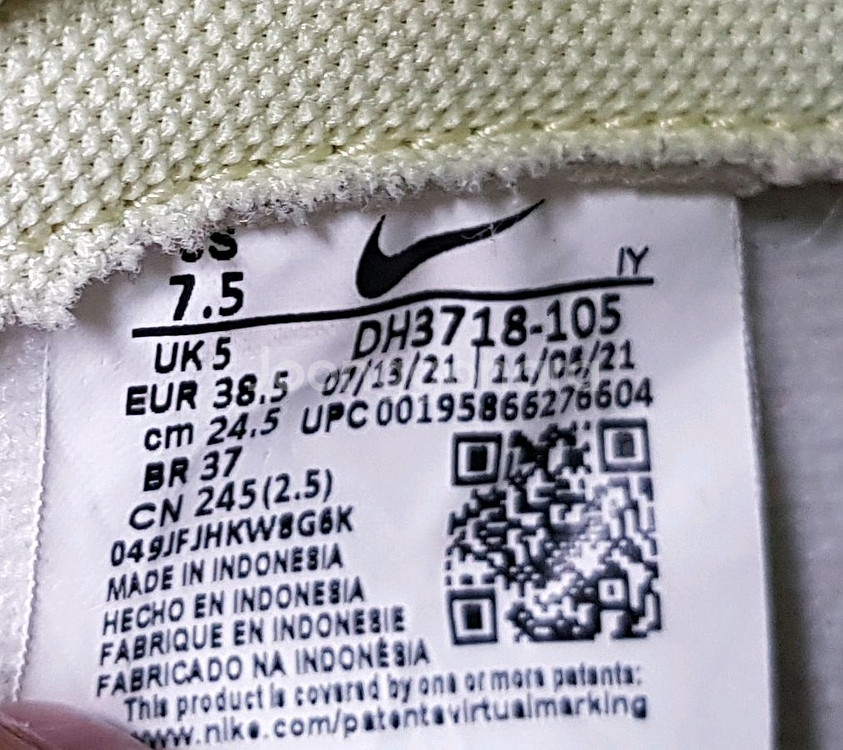 US
7.5
IY
DH3718-105
UK 5
07/13/21 11/05/21
EUR 38.5
UPC 00195866276604
cm 24.5
BR 37
CN 245(2.5)
049JFJHKW8G6K
MADE IN INDONESIA
HECHO EN INDONESIA
FABRIQUE EN INDONESIE
FABRICADO NA INDONÉSIA
This product is covered by one or more patents:
www.nike.com/patentsvirtualmarking